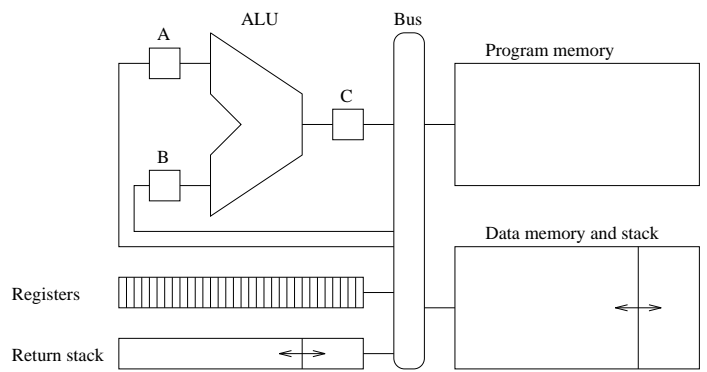 ALU
Bus
A
Program memory
C
B
Data memory and stack
Registers
Return stack